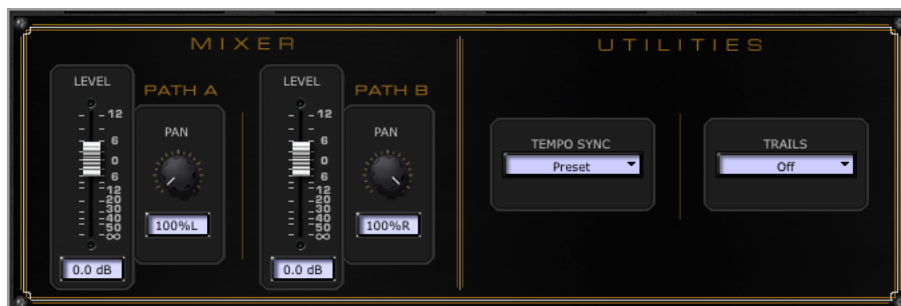 MIXER
LEVEL
PATH A
12
6
0
6
12
20
30
40
50
∞
0.0 dB
PAN
100%L
LEVEL
PATH B
12
6
0
6
12
20
30
40
50
∞
0.0 dB
PAN
100%R
UTILITIES
TEMPO SYNC
Preset
TRAILS
Off